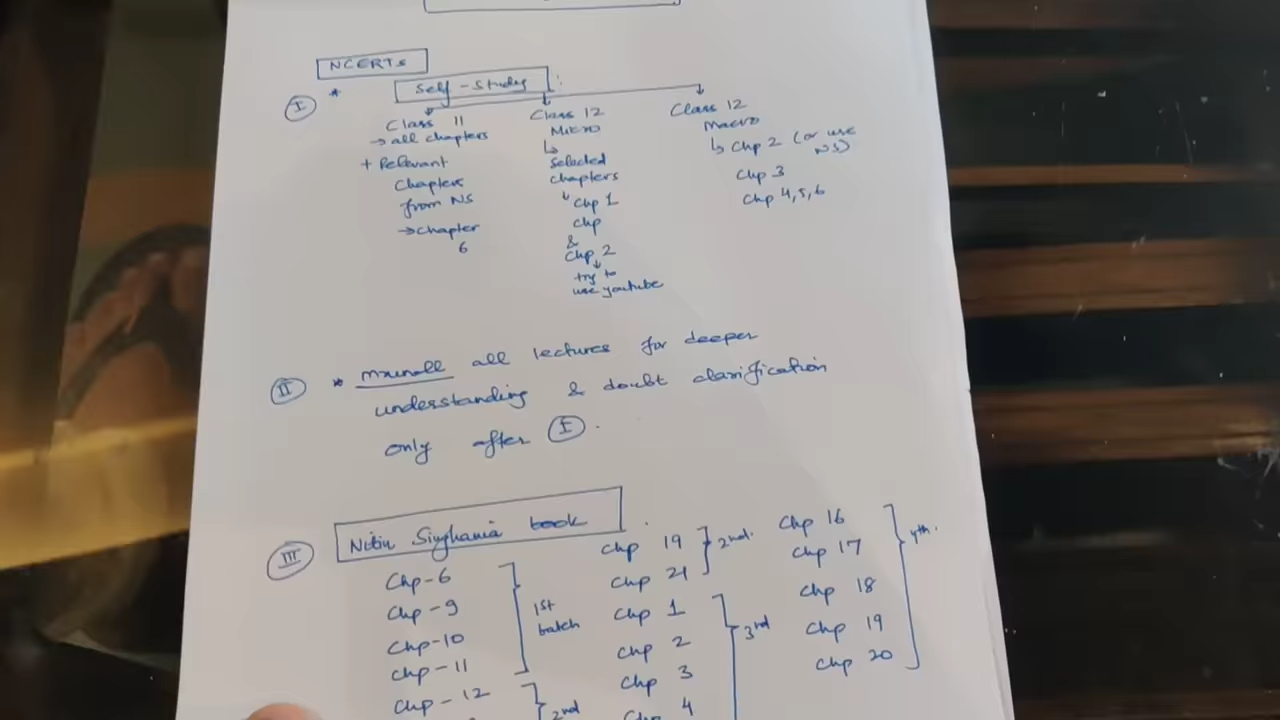 NCERTs
I * Self-Study:
Class 11
→ all chapters
+ Relevant
Chapters
from NS
→ Chapter
6
Class 12
Micro
↳
Selected
chapters
↓ Chp 1
Chp
&
Chp 2
↓
try to
use youtube
Class 12
Macro
↳ Chp 2 (or use
NS)
Chp 3
Chp 4,5,6
II * Mrunall all lectures for deeper
understanding & doubt clarification
only after I.
III Nitin Singhania book.
Chp-6
Chp-9
Chp-10
Chp-11
1st
batch
Chp-12
2nd
Chp 19
Chp 21
2nd.
Chp 1
Chp 2
Chp 3
Chp 4
3rd
Chp 16
Chp 17
Chp 18
Chp 19
Chp 20
4th.